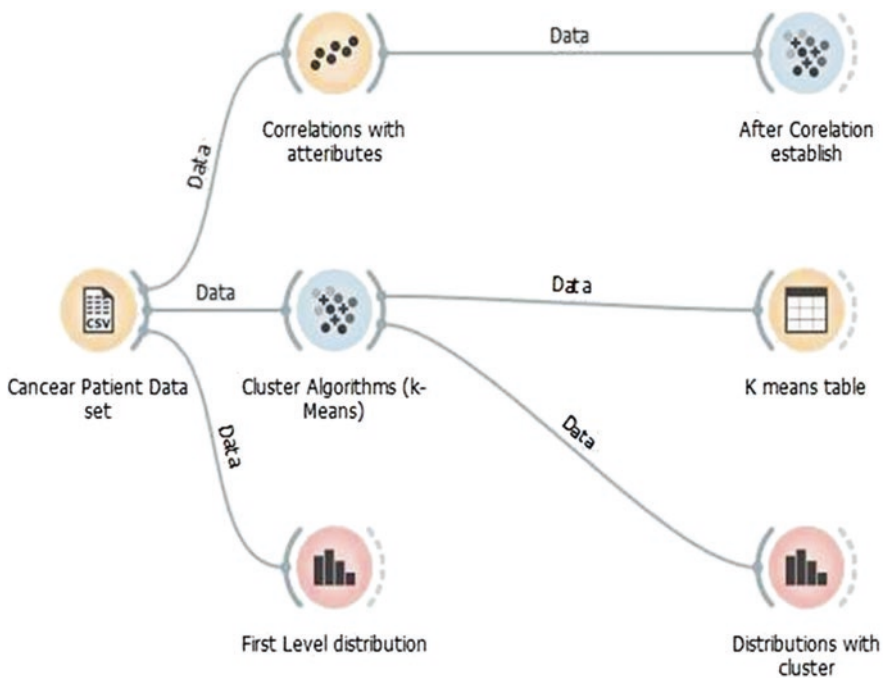 Data
Correlations with
atteributes
After Corelation
establish
Data
Data
Data
CSV
Cancear Patient Data
set
Cluster Algorithms (k-
Means)
K means table
Data
Data
First Level distribution
Distributions with
cluster